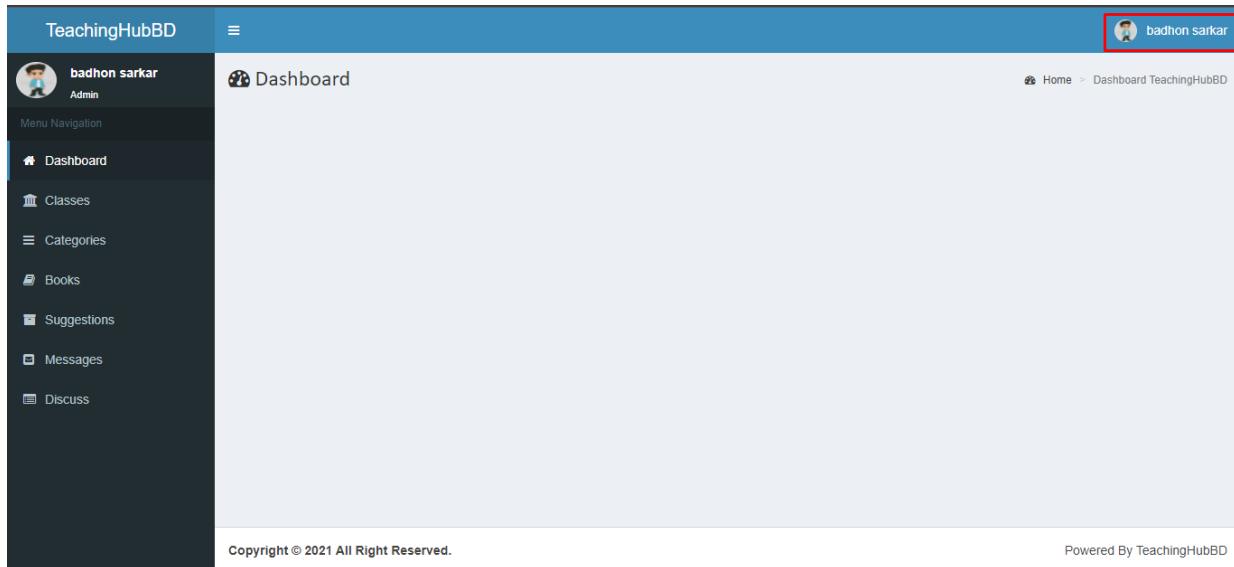 TeachingHubBD
badhon sarkar
badhon sarkar
Admin
Dashboard
Home > Dashboard TeachingHubBD
Menu Navigation
Dashboard
Classes
Categories
Books
Suggestions
Messages
Discuss
Copyright © 2021 All Right Reserved.
Powered By TeachingHubBD